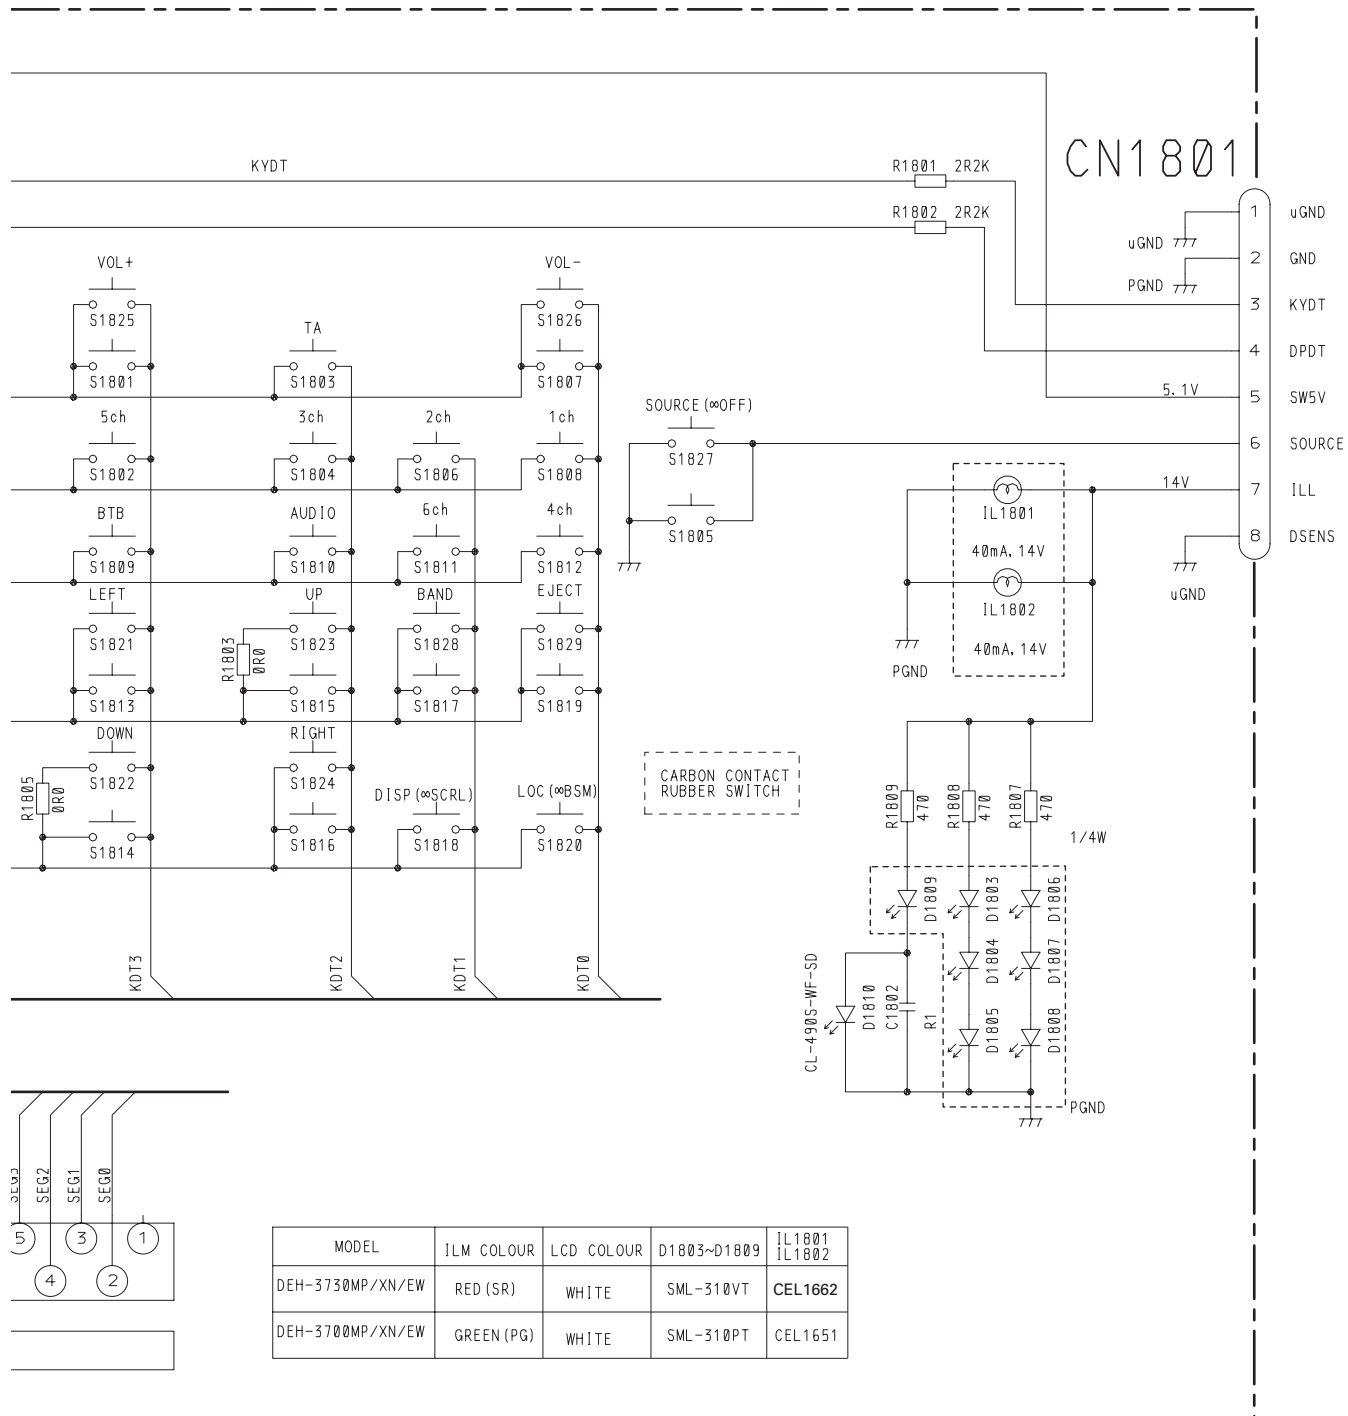 CN1801
KYDT
R1801 2R2K
R1802 2R2K
1 uGND
uGND
2 GND
PGND
3 KYDT
4 DPDT
5.1V 5 SW5V
6 SOURCE
14V 7 ILL
8 DSENS
uGND
VOL+
S1825
S1801
TA
S1803
VOL-
S1826
S1807
5ch
S1802
3ch
S1804
2ch
S1806
1ch
S1808
SOURCE(∞OFF)
S1827
S1805
BTB
S1809
AUDIO
S1810
6ch
S1811
4ch
S1812
LEFT
S1821
S1813
UP
R1803
0R0
S1823
S1815
BAND
S1828
S1817
EJECT
S1829
S1819
DOWN
R1805
0R0
S1822
S1814
RIGHT
S1824
S1816
DISP(∞SCRL)
S1818
LOC(∞BSM)
S1820
IL1801
40mA,14V
IL1802
40mA,14V
PGND
CARBON CONTACT
RUBBER SWITCH
R1809
470
R1808
470
R1807
470
1/4W
D1809
D1803
D1806
D1804
D1807
D1805
D1808
CL-490S-WF-SD
D1810
C1802
R1
PGND
KDT3
KDT2
KDT1
KDT0
SEG2
SEG1
SEG0
5 3 1
4 2
MODEL ILM COLOUR LCD COLOUR D1803~D1809 IL1801 IL1802
DEH-3730MP/XN/EW RED(SR) WHITE SML-310VT CEL1662
DEH-3700MP/XN/EW GREEN(PG) WHITE SML-310PT CEL1651